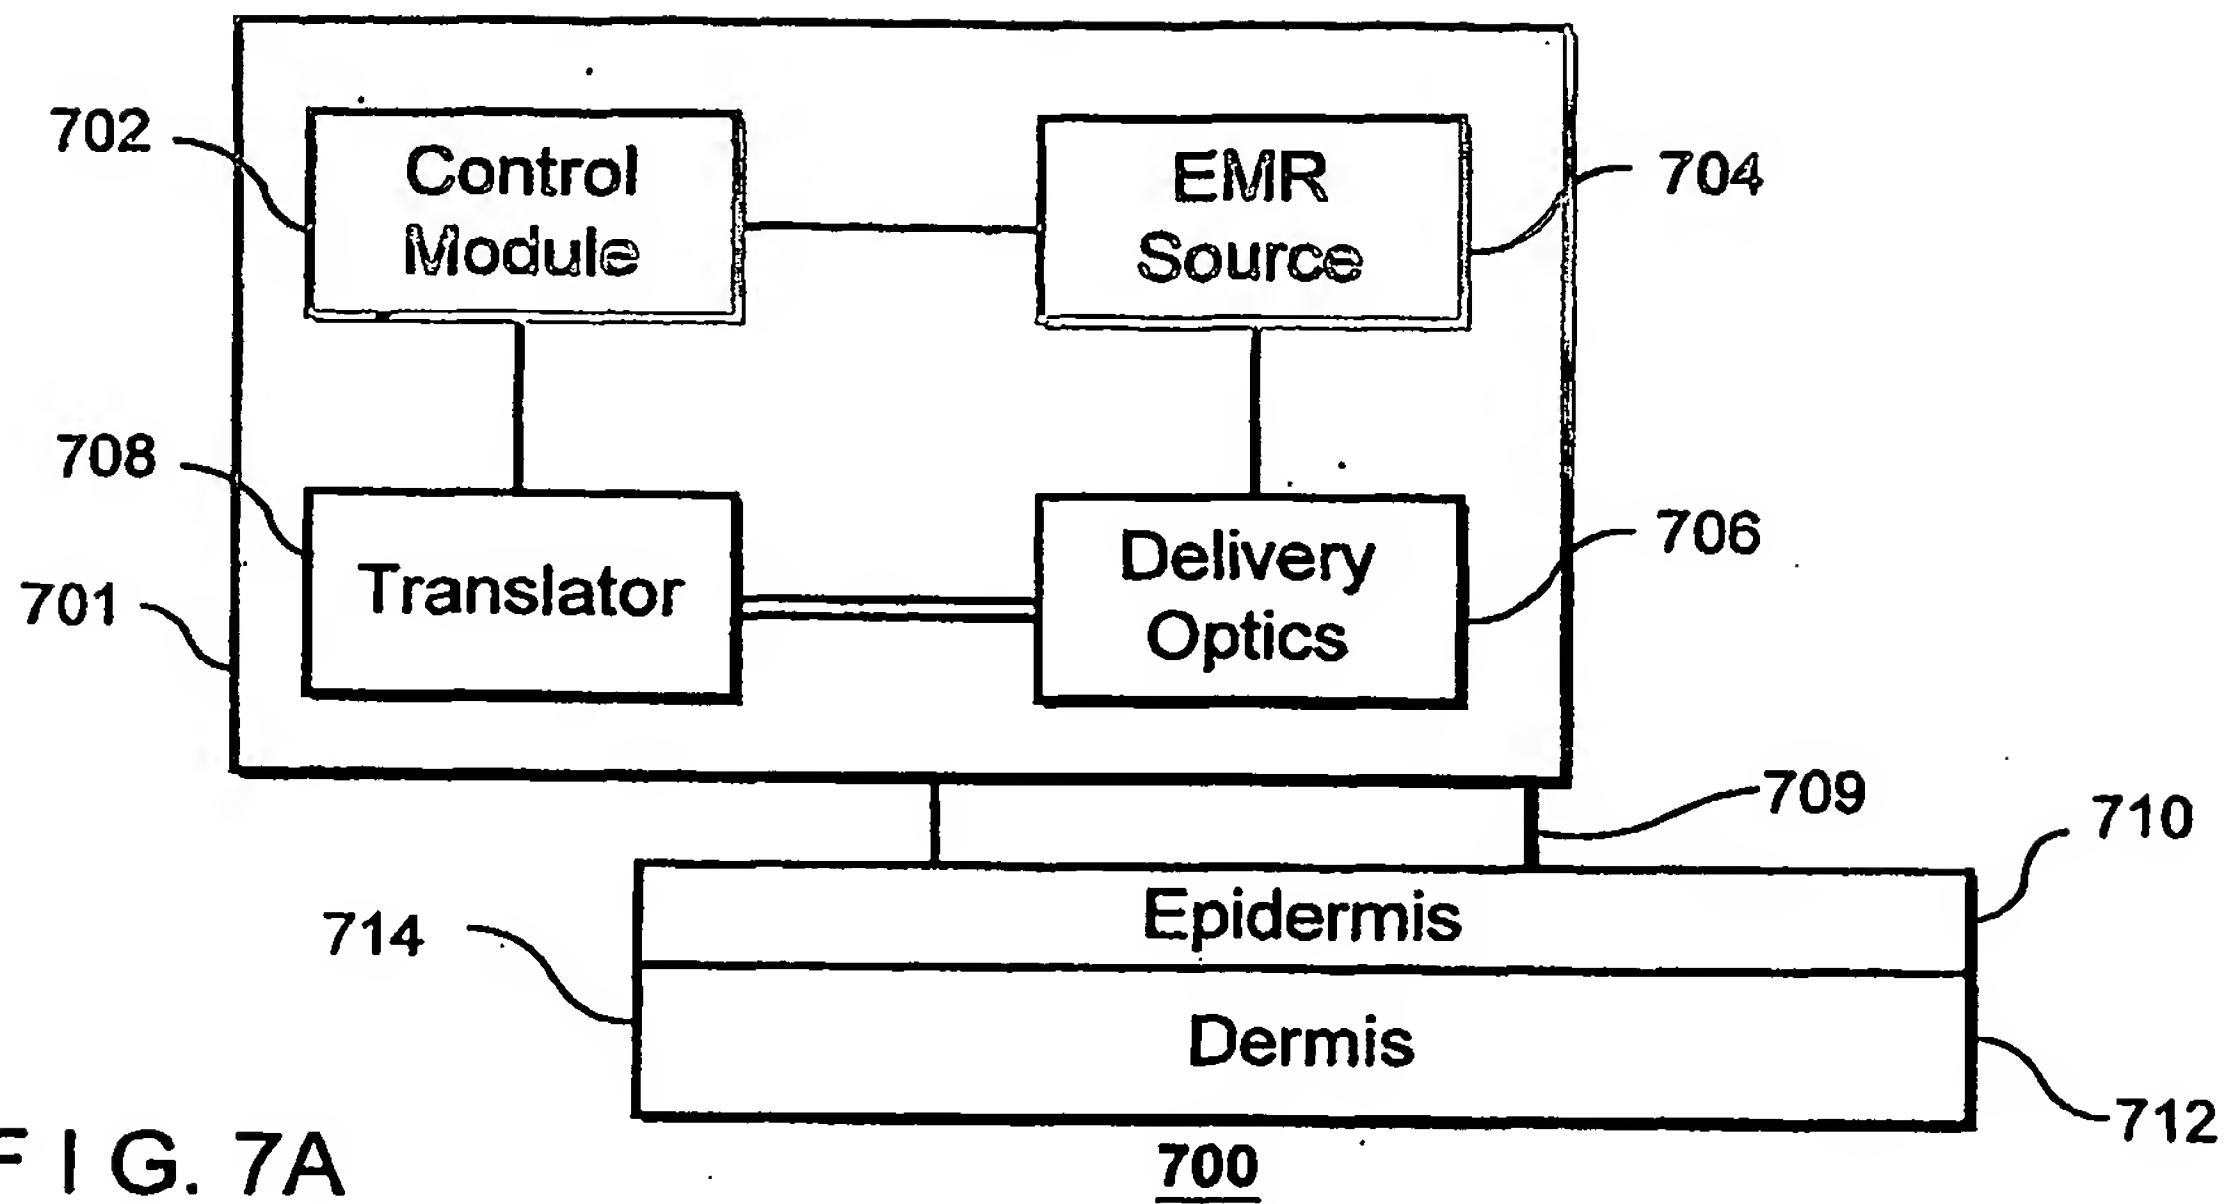 702
Control
Module
EMR
Source
704
708
Translator
Delivery
Optics
706
701
709
710
Epidermis
714
Dermis
712
FIG. 7A
700